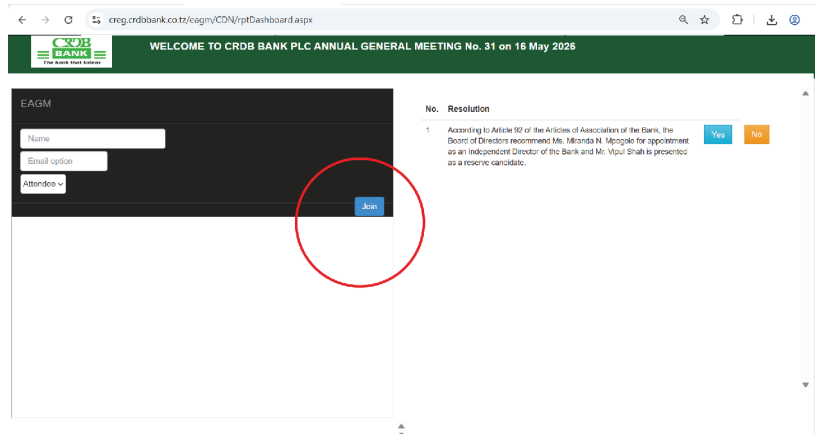 creg.crdbbank.co.tz/eagm/CDN/rptDashboard.aspx
CRDB
BANK
The bank that listens
WELCOME TO CRDB BANK PLC ANNUAL GENERAL MEETING No. 31 on 16 May 2026
EAGM
Name
Email option
Attendee
Join
No. Resolution
1 According to Article 92 of the Articles of Association of the Bank, the
Board of Directors recommend Ms. Miranda N. Mpogolo for appointment
as an Independent Director of the Bank and Mr. Vipul Shah is presented
as a reserve candidate.
Yes No